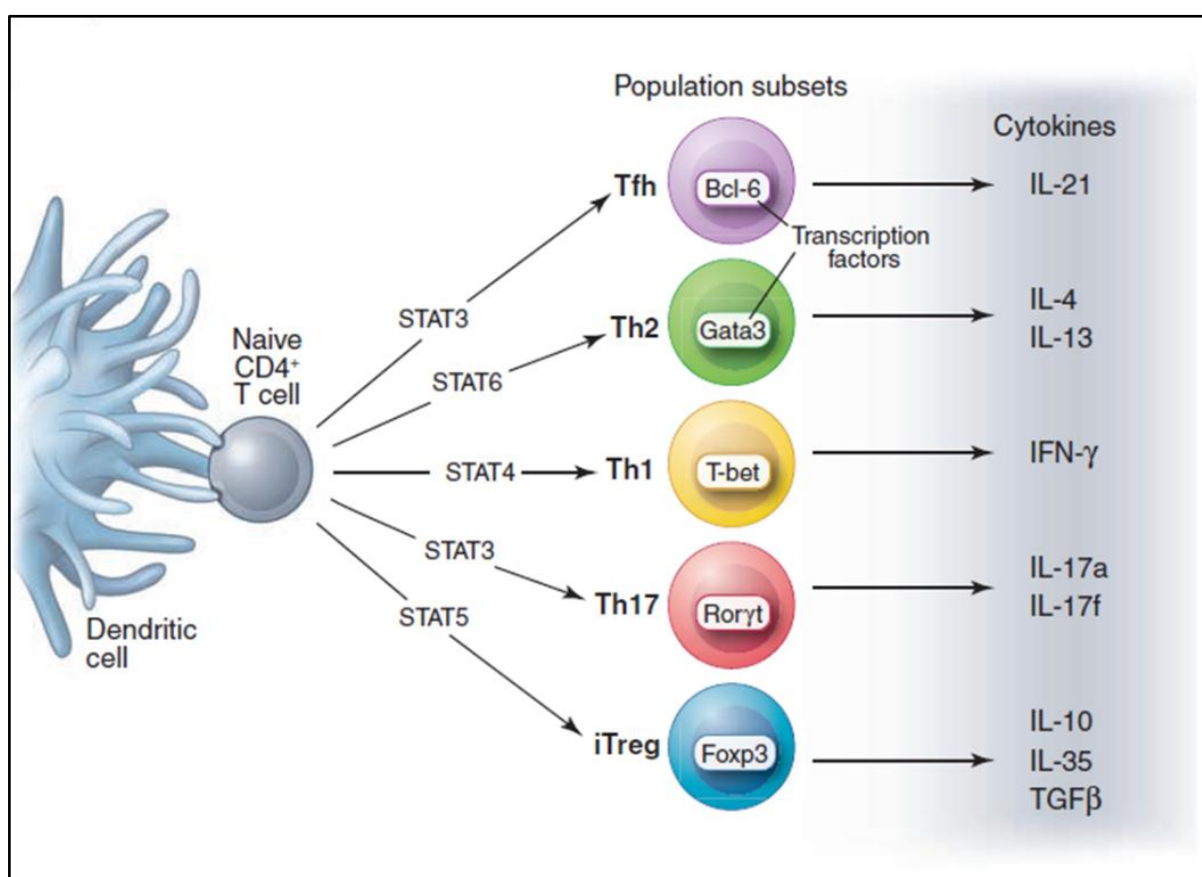 Population subsets
Cytokines
Tfh
Bcl-6
IL-21
Transcription
factors
STAT3
Th2
Gata3
IL-4
IL-13
Naive
CD4+
T cell
STAT6
STAT4
Th1
T-bet
IFN-γ
STAT3
Th17
Rorγt
IL-17a
IL-17f
STAT5
Dendritic
cell
iTreg
Foxp3
IL-10
IL-35
TGFβ